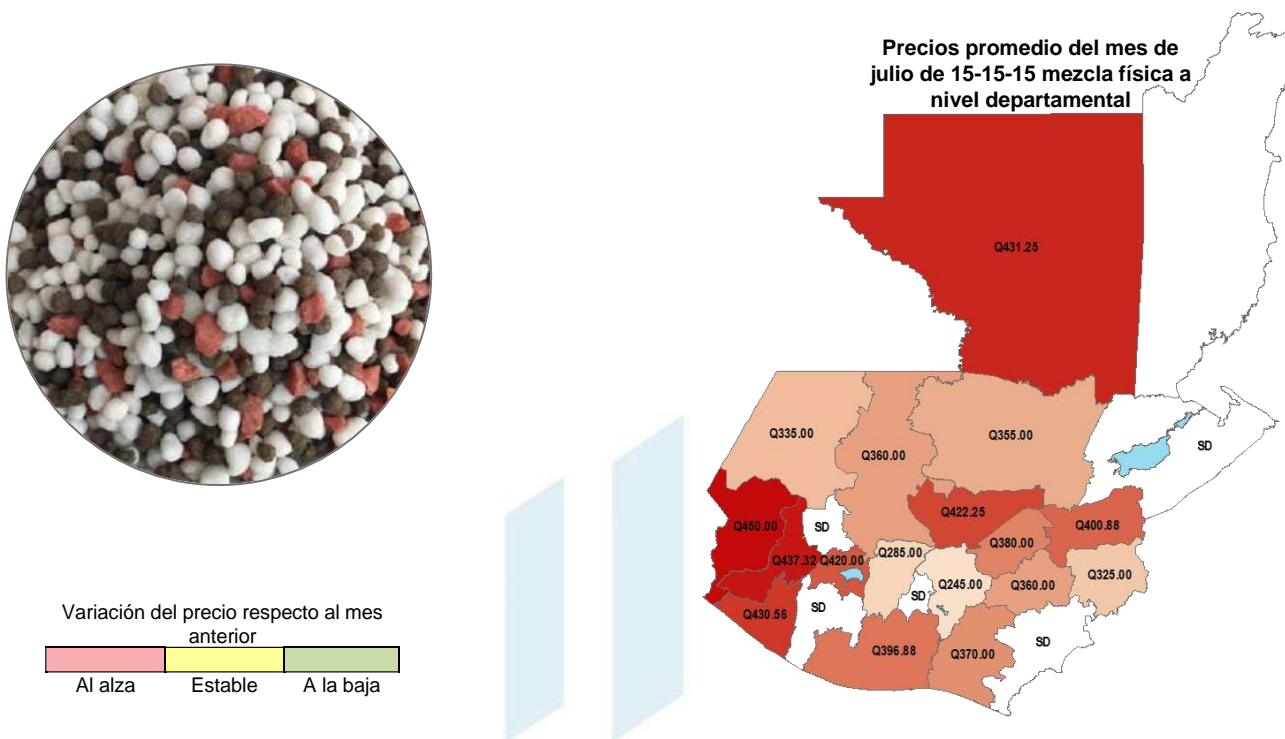 Precios promedio del mes de
julio de 15-15-15 mezcla física a
nivel departamental
Q431.25
Q335.00
Q360.00
Q355.00
SD
Q450.00
SD
Q422.25
Q400.88
Q437.32
Q420.00
Q285.00
Q380.00
Q430.56
SD
SD
Q245.00
Q360.00
Q325.00
Q396.88
Q370.00
SD
Variación del precio respecto al mes
anterior
Al alza
Estable
A la baja